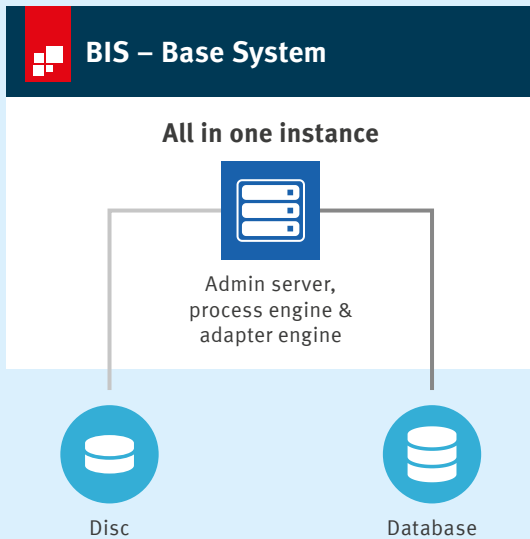 BIS – Base System
All in one instance
Admin server,
process engine &
adapter engine
Disc
Database